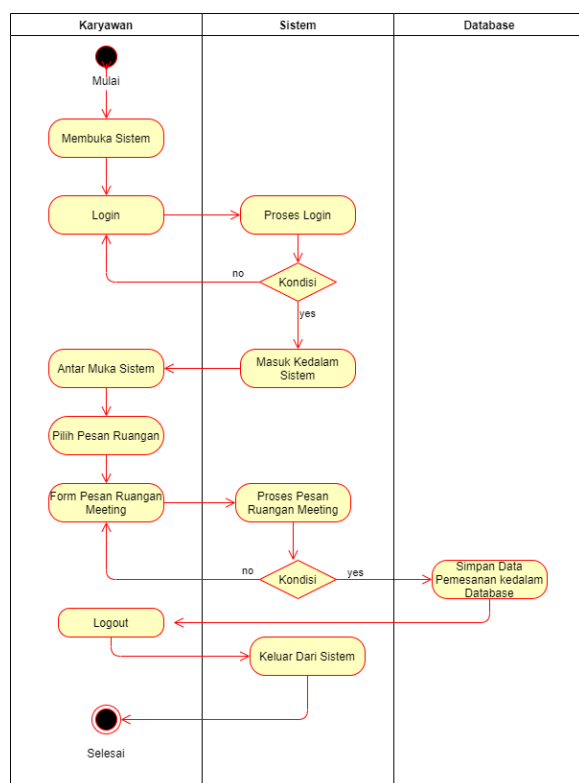 Karyawan
Sistem
Database
Mulai
Membuka Sistem
Login
Proses Login
no
Kondisi
yes
Antar Muka Sistem
Masuk Kedalam
Sistem
Pilih Pesan Ruangan
Form Pesan Ruangan
Meeting
Proses Pesan
Ruangan Meeting
no
Kondisi
yes
Simpan Data
Pemesanan kedalam
Database
Logout
Keluar Dari Sistem
Selesai